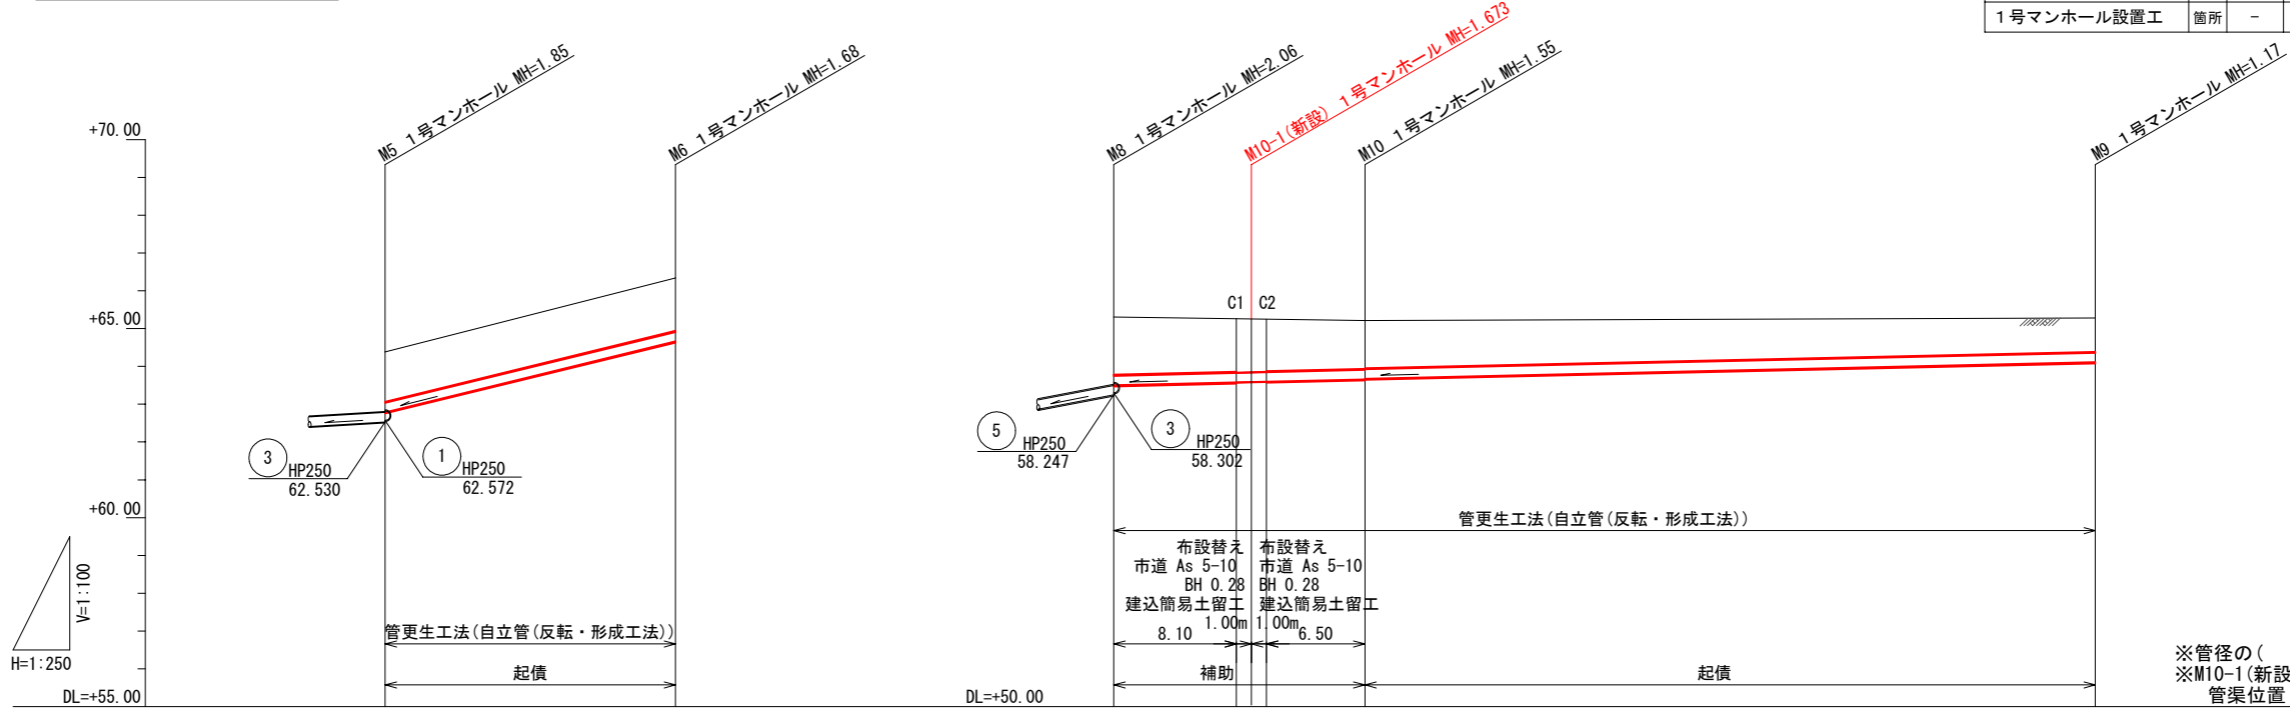 1号マンホール設置工 箇所 -
M5 1号マンホール MH=1.85
M6 1号マンホール MH=1.68
M8 1号マンホール MH=2.06
M10-1(新設) 1号マンホール MH=1.673
M10 1号マンホール MH=1.55
M9 1号マンホール MH=1.17
+70.00
+65.00
+60.00
DL=+55.00
V=1:100
H=1:250
3 HP250
62.530
1 HP250
62.572
管更生工法(自立管(反転・形成工法))
起債
DL=+50.00
C1 C2
5 HP250
58.247
3 HP250
58.302
管更生工法(自立管(反転・形成工法))
布設替え 布設替え
市道 As 5-10 市道 As 5-10
BH 0.28 BH 0.28
建込簡易土留工 建込簡易土留工
1.00m 1.00m
8.10 6.50
補助
起債
※管径の(
※M10-1(新設
管渠位置